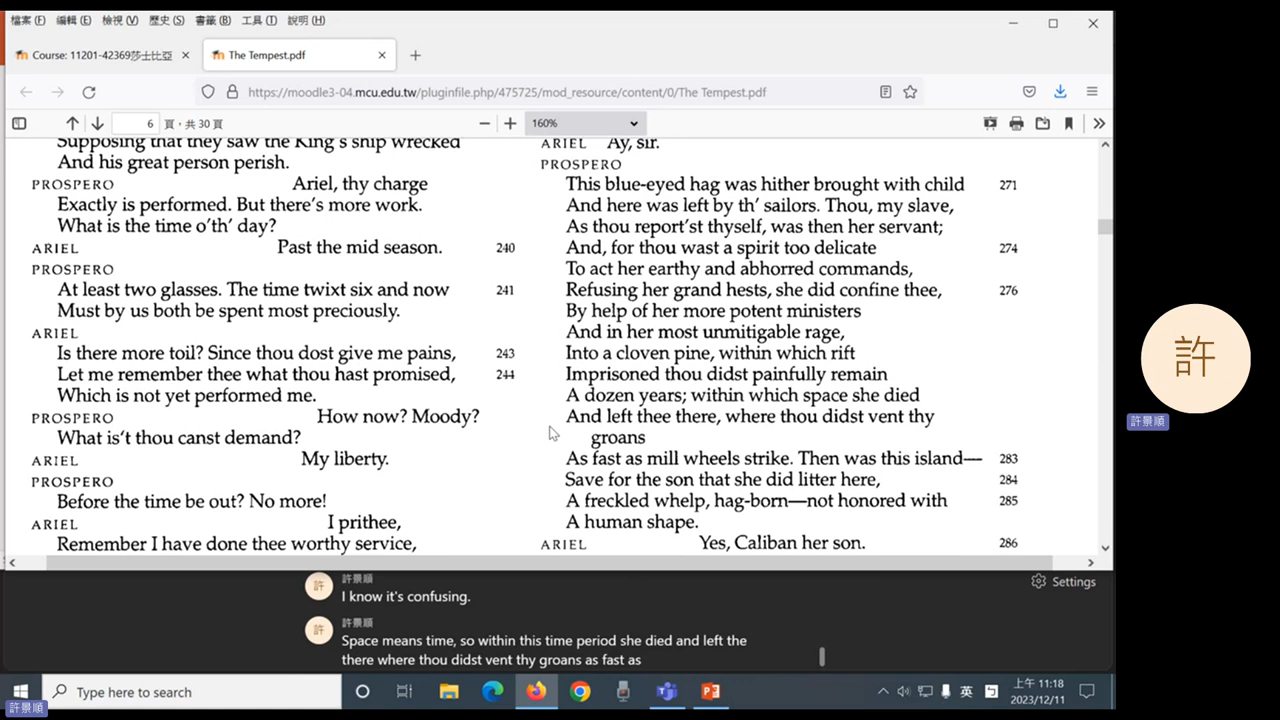 檔案 (F) 編輯 (E) 檢視 (V) 歷史 (S) 書籤 (B) 工具 (T) 說明 (H)
Course: 11201-42369莎士比亞
The Tempest.pdf
https://moodle3-04.mcu.edu.tw/pluginfile.php/475725/mod_resource/content/0/The Tempest.pdf
6 頁，共 30 頁
160%
Supposing that they saw the King's ship wrecked
And his great person perish.
PROSPERO Ariel, thy charge
Exactly is performed. But there's more work.
What is the time o'th' day?
ARIEL Past the mid season. 240
PROSPERO
At least two glasses. The time twixt six and now 241
Must by us both be spent most preciously.
ARIEL
Is there more toil? Since thou dost give me pains, 243
Let me remember thee what thou hast promised, 244
Which is not yet performed me.
PROSPERO How now? Moody?
What is't thou canst demand?
ARIEL My liberty.
PROSPERO
Before the time be out? No more!
ARIEL I prithee,
Remember I have done thee worthy service,
ARIEL Ay, sir.
PROSPERO
This blue-eyed hag was hither brought with child 271
And here was left by th' sailors. Thou, my slave,
As thou report'st thyself, was then her servant;
And, for thou wast a spirit too delicate 274
To act her earthy and abhorred commands,
Refusing her grand hests, she did confine thee, 276
By help of her more potent ministers
And in her most unmitigable rage,
Into a cloven pine, within which rift
Imprisoned thou didst painfully remain
A dozen years; within which space she died
And left thee there, where thou didst vent thy
groans
As fast as mill wheels strike. Then was this island— 283
Save for the son that she did litter here, 284
A freckled whelp, hag-born—not honored with 285
A human shape.
ARIEL Yes, Caliban her son. 286
許
許景順
許
許景順
I know it's confusing.
Settings
許
許景順
Space means time, so within this time period she died and left the
there where thou didst vent thy groans as fast as
Type here to search
英
上午 11:18
2023/12/11
許景順